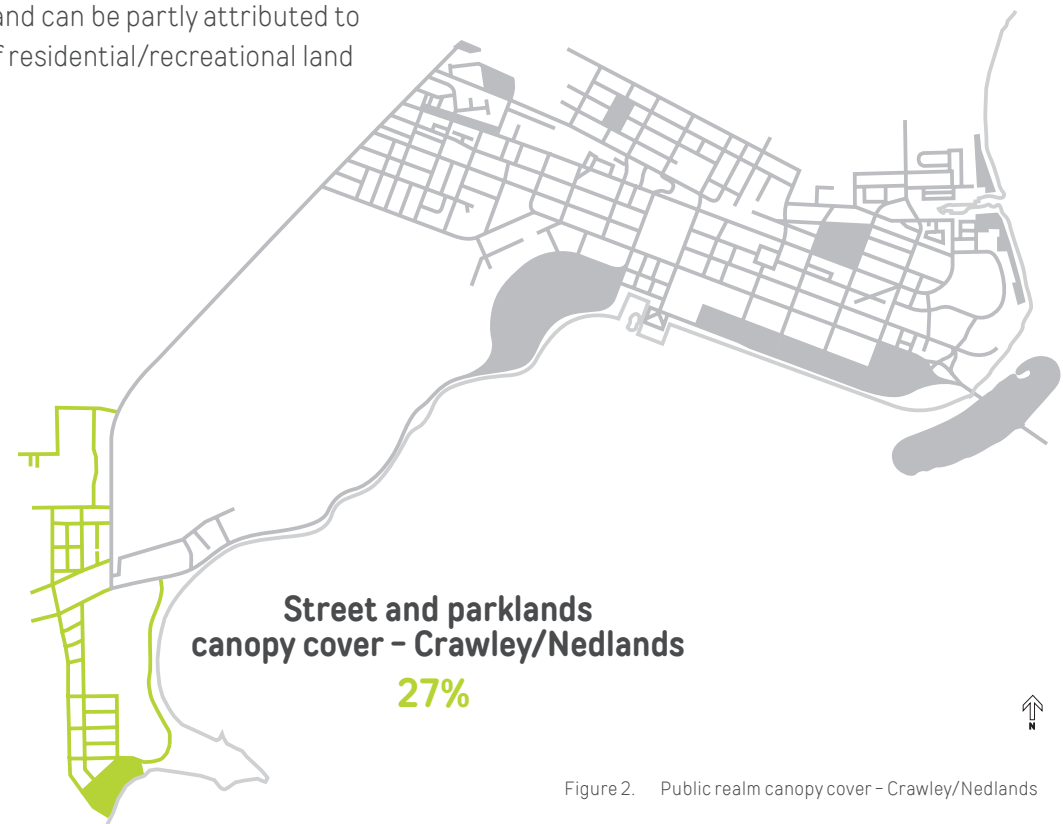 and can be partly attributed to
residential/recreational land
Street and parklands
canopy cover – Crawley/Nedlands
27%
N
Figure 2. Public realm canopy cover – Crawley/Nedlands